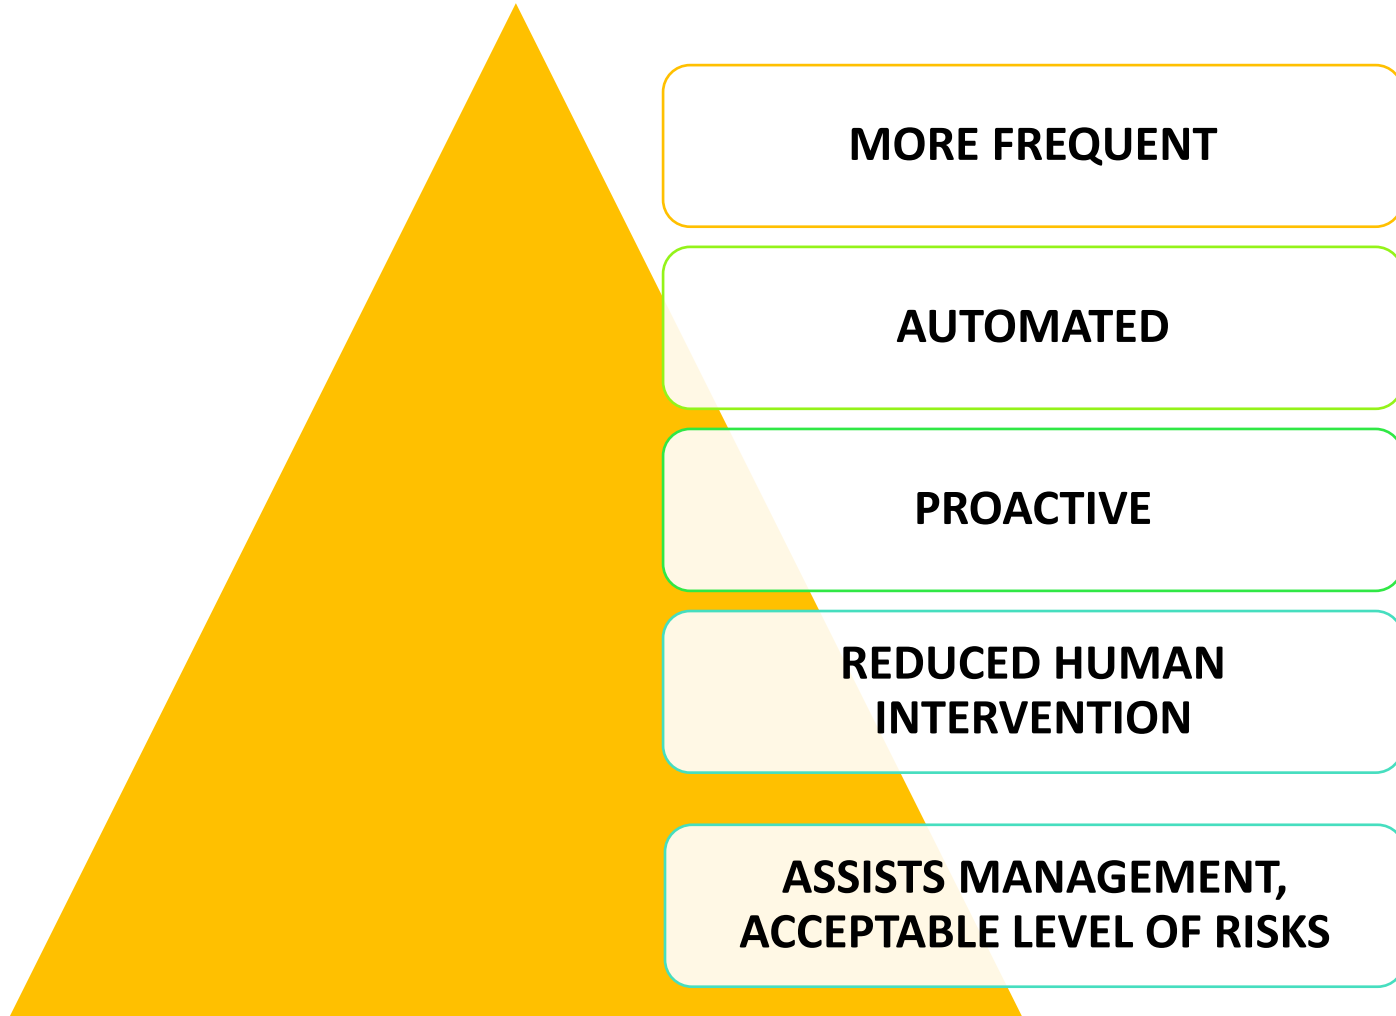 MORE FREQUENT
AUTOMATED
PROACTIVE
REDUCED HUMAN
INTERVENTION
ASSISTS MANAGEMENT,
ACCEPTABLE LEVEL OF RISKS